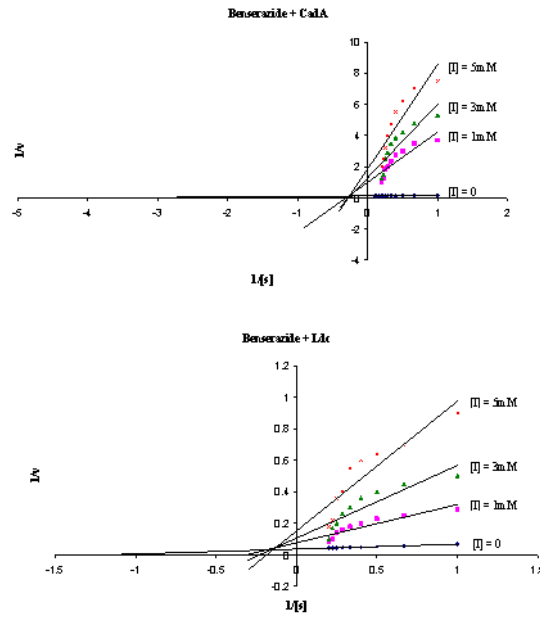 Benserazide + CadA
10
8
6
4
2
0
-2
-4
-5
-4
-3
-2
-1
0
1
2
[I] = 5mM
[I] = 3mM
[I] = 1mM
[I] = 0
1/v
1/[s]
Benserazide + Ldc
1.2
1
0.8
0.6
0.4
0.2
0
-0.2
-1.5
-1
-0.5
0
0.5
1
1.5
[I] = 5mM
[I] = 3mM
[I] = 1mM
[I] = 0
1/v
1/[s]